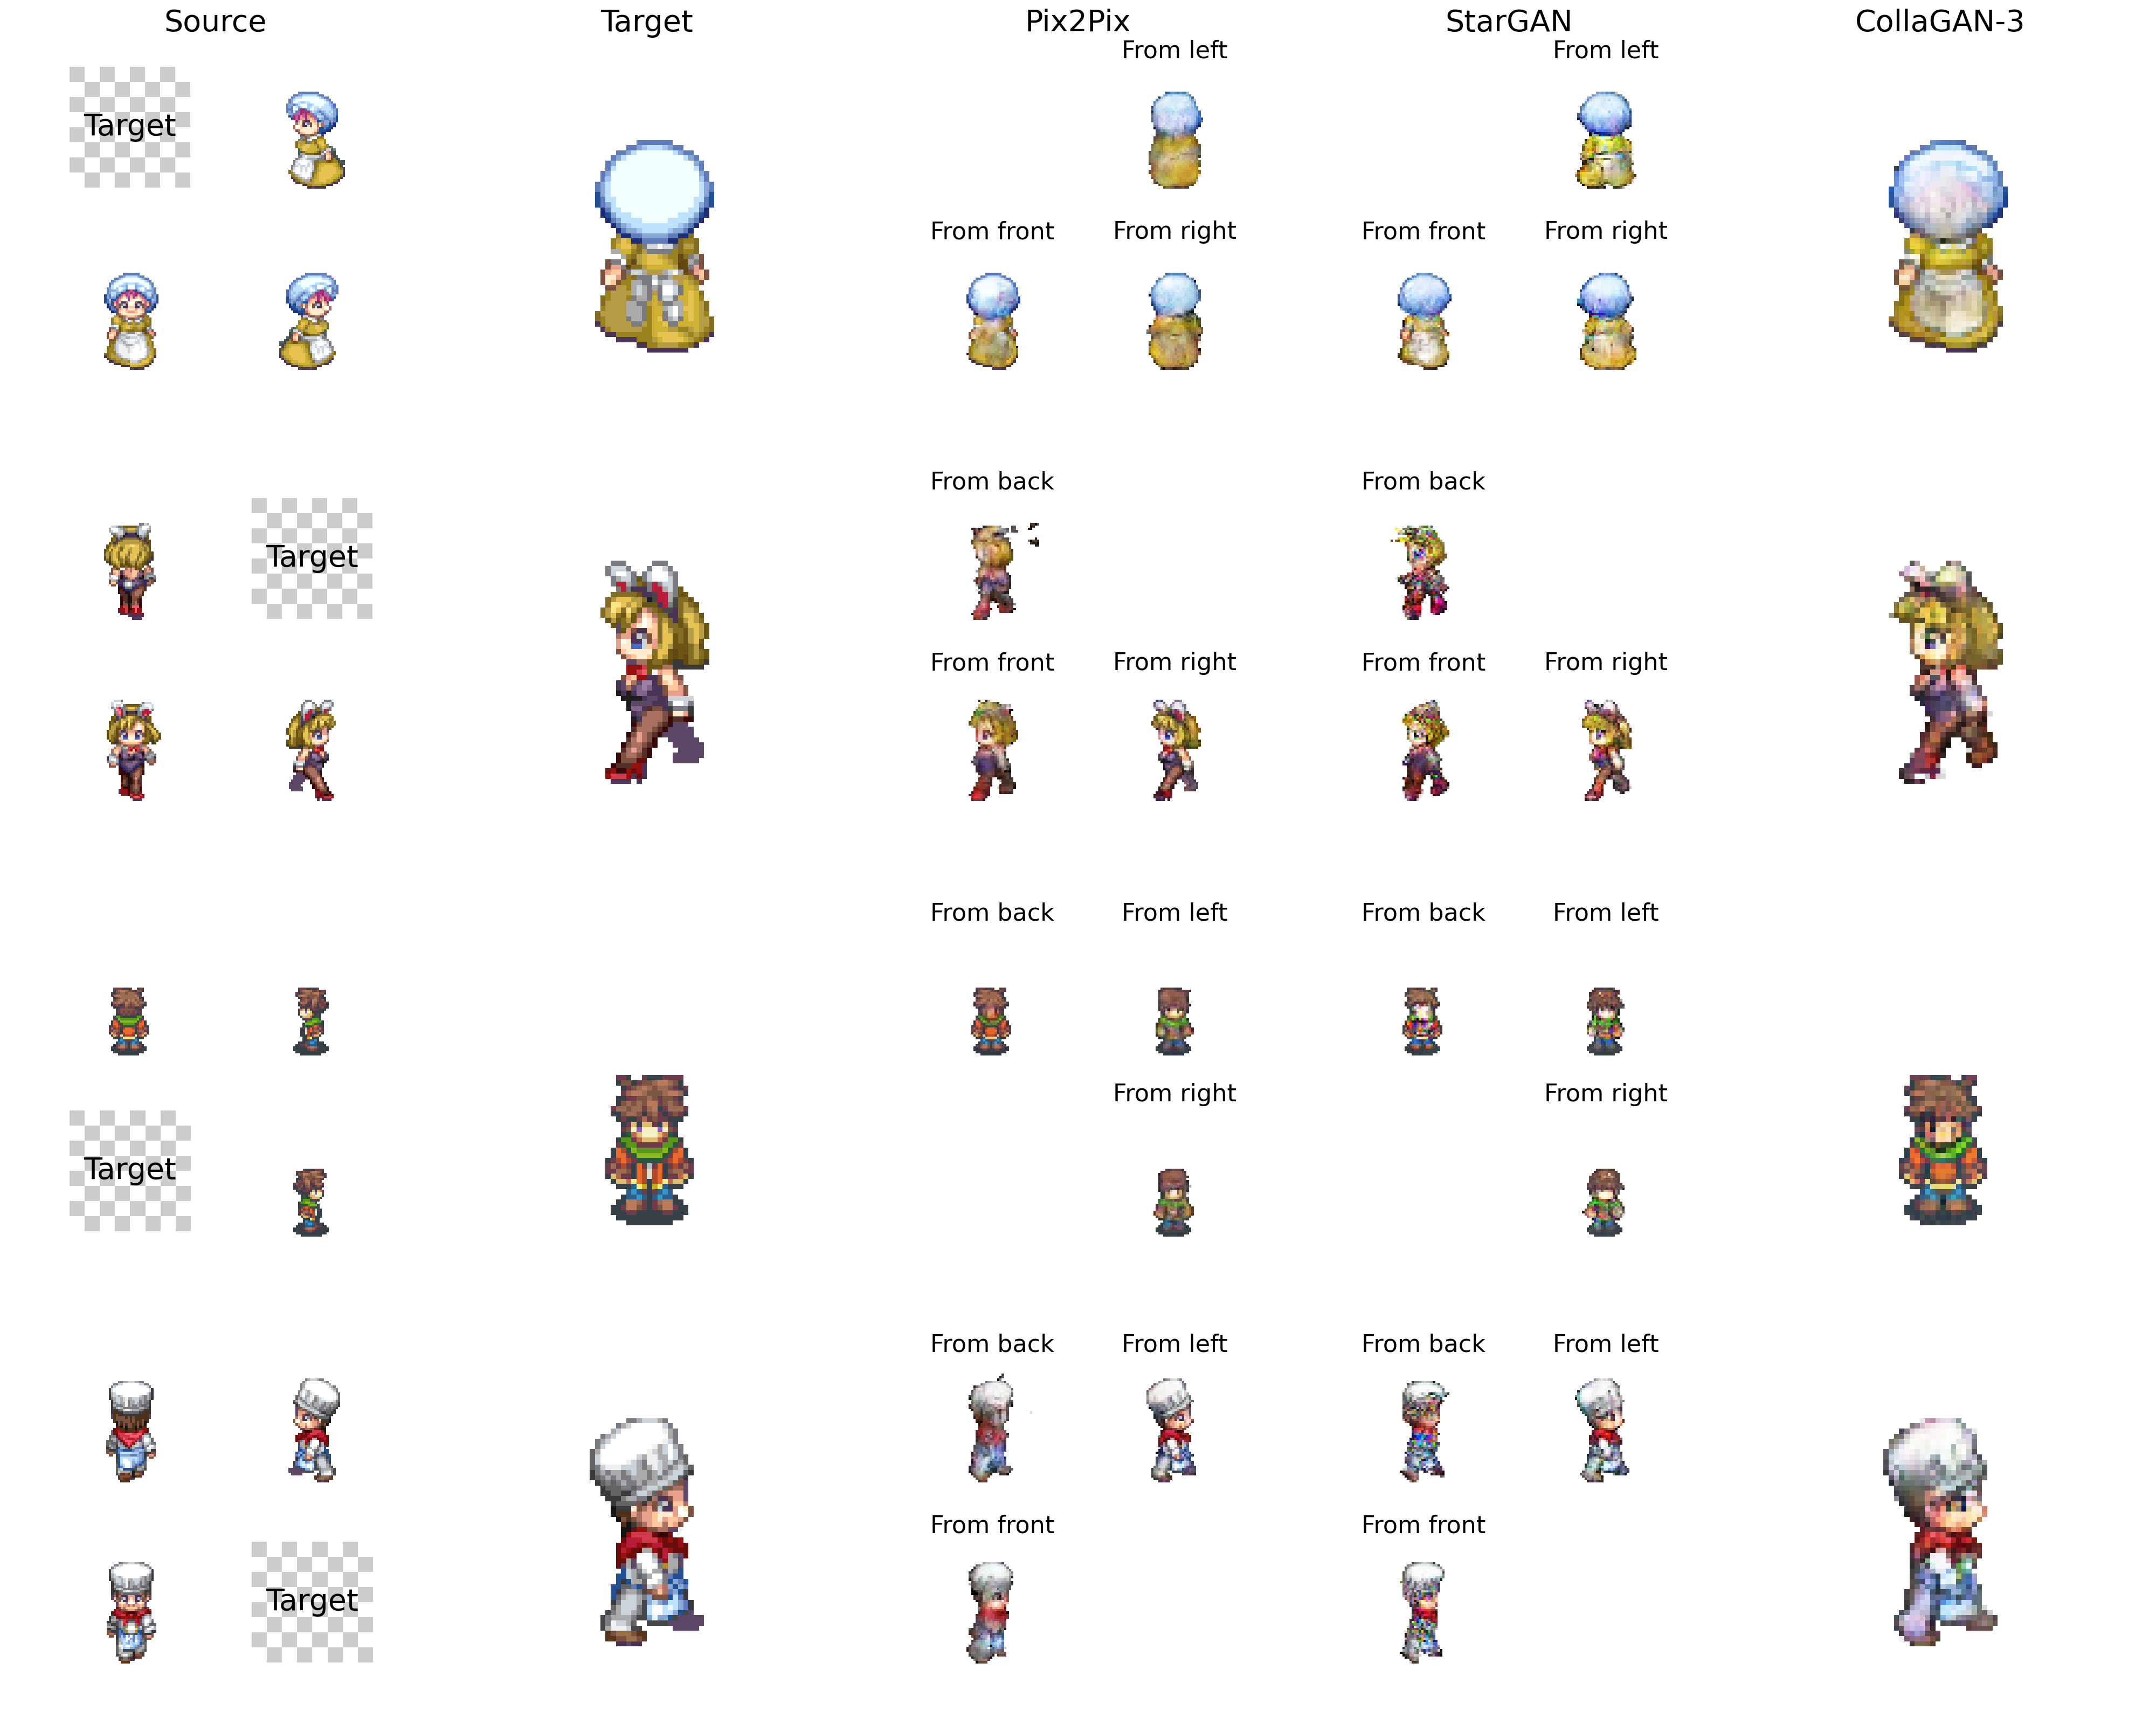 Source Target Pix2Pix StarGAN CollaGAN-3
From left From left
Target
From front From right From front From right
From back From back
Target
From front From right From front From right
From back From left From back From left
From right From right
Target
From back From left From back From left
From front From front
Target